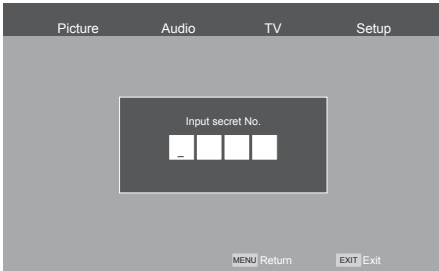 Picture Audio TV Setup
Input secret No.
_
MENU Return EXIT Exit